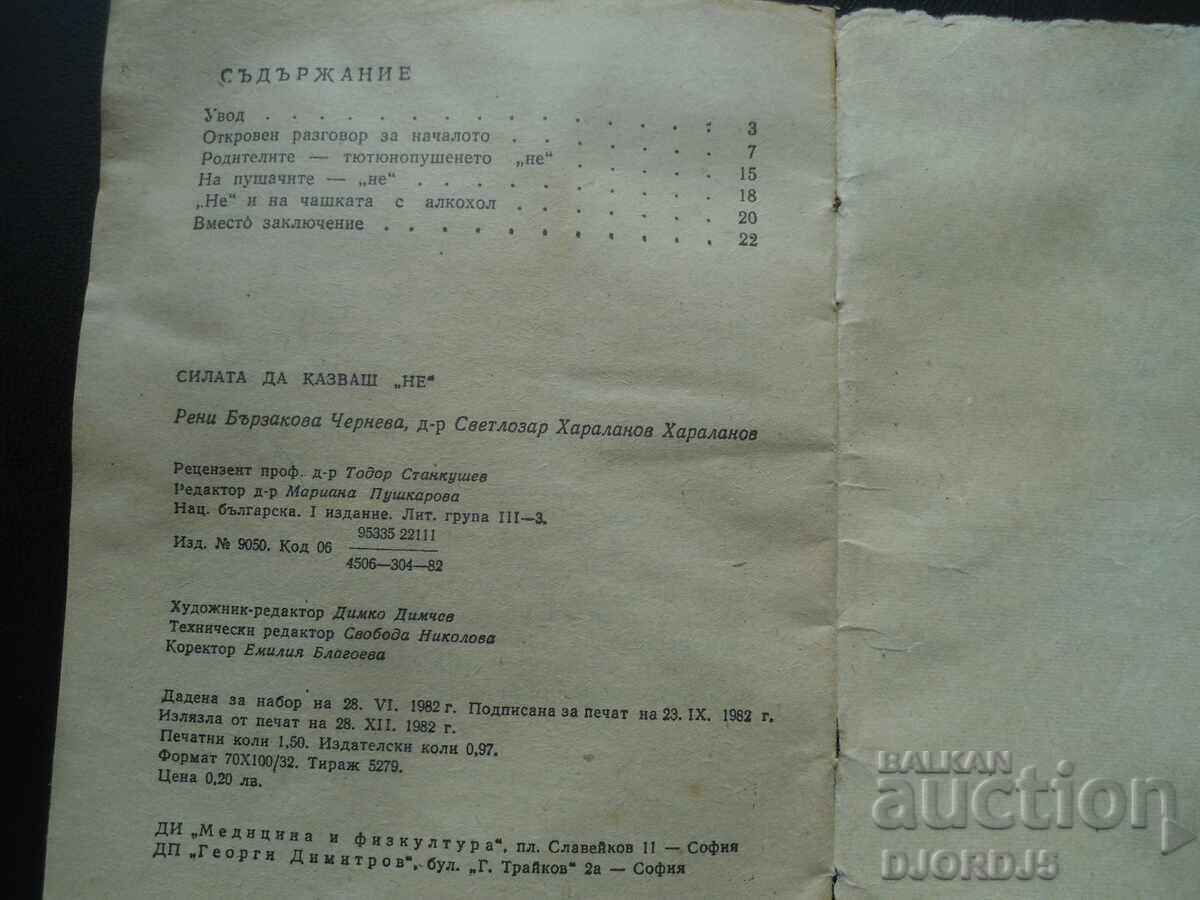 СЪДЪРЖАНИЕ
Увод . . . . . . . . . . . . . . . . 3
Откровен разговор за началото . . . . . . . . 7
Родителите — тютюнопушенето „не“ . . . . . 15
На пушачите — „не“ . . . . . . . . . . . 18
„Не“ и на чашката с алкохол . . . . . . . . 20
Вместо заключение . . . . . . . . . . . . 22
СИЛАТА ДА КАЗВАШ „НЕ“
Рени Бързакова Чернева, д-р Светлозар Хараланов Хараланов
Рецензент проф. д-р Тодор Станкушев
Редактор д-р Мариана Пушкарова
Нац. българска. I издание. Лит. група III—3.
Изд. № 9050. Код 06 95335 22111
4506—304—82
Художник-редактор Димко Димчев
Технически редактор Свобода Николова
Коректор Емилия Благоева
Дадена за набор на 28. VI. 1982 г. Подписана за печат на 23. IX. 1982 г.
Излязла от печат на 28. XII. 1982 г.
Печатни коли 1,50. Издателски коли 0,97.
Формат 70X100/32. Тираж 5279.
Цена 0,20 лв.
ДИ „Медицина и физкултура“, пл. Славейков 11 — София
ДП „Георги Димитров“, бул. „Г. Трайков“ 2а — София
BALKAN
auction
DJORDJ5